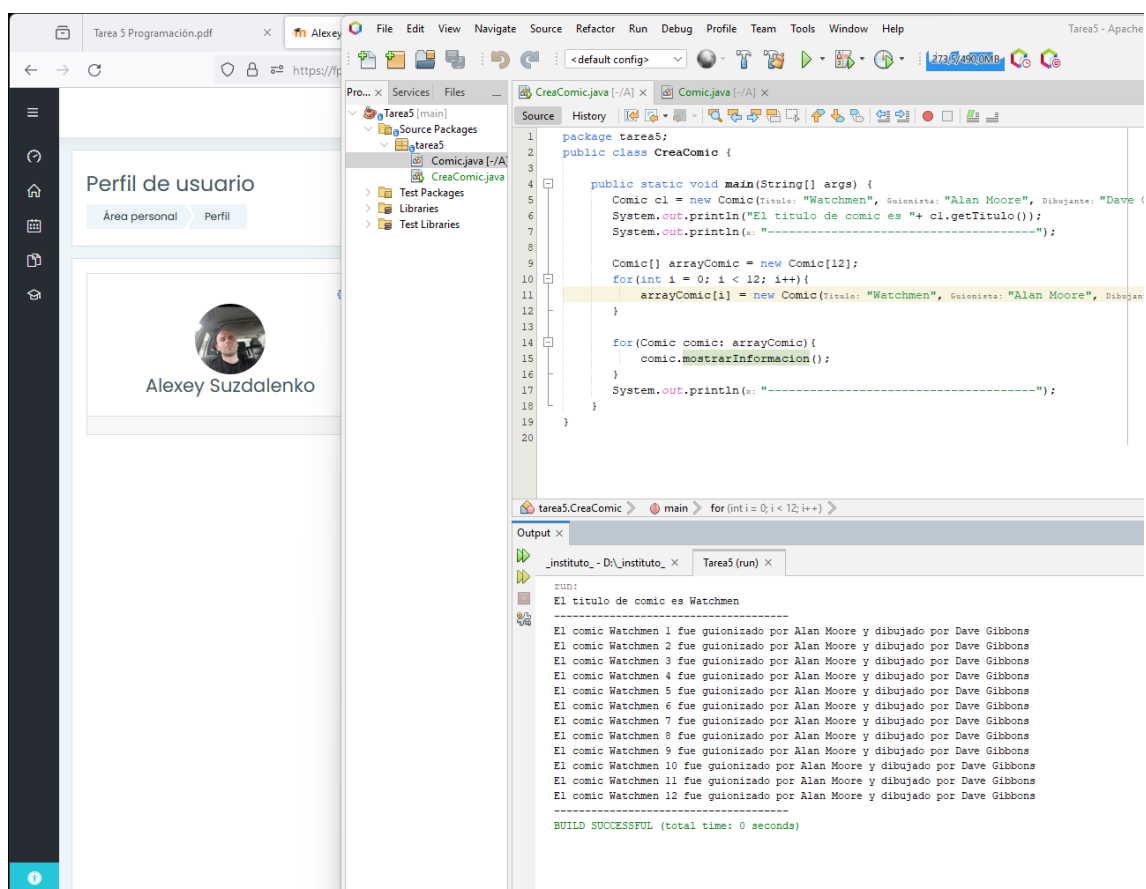 Tarea 5 Programación.pdf
Alexey
https://fp
Perfil de usuario
Área personal
Perfil
Alexey Suzdalenko
File Edit View Navigate Source Refactor Run Debug Profile Team Tools Window Help
Tarea5 - Apache
<default config>
273,5/490,0MB
Pro... Services Files
Tarea5 [main]
Source Packages
tarea5
Comic.java [-/A]
CreaComic.java
Test Packages
Libraries
Test Libraries
CreaComic.java [-/A]
Comic.java [-/A]
Source History
1 package tarea5;
2 public class CreaComic {
3
4 public static void main(String[] args) {
5 Comic c1 = new Comic(Titulo: "Watchmen", Guionista: "Alan Moore", Dibujante: "Dave G
6 System.out.println("El titulo de comic es "+ c1.getTitulo());
7 System.out.println(x: "-------------------------------------");
8
9 Comic[] arrayComic = new Comic[12];
10 for(int i = 0; i < 12; i++){
11 arrayComic[i] = new Comic(Titulo: "Watchmen", Guionista: "Alan Moore", Dibujan
12 }
13
14 for(Comic comic: arrayComic){
15 comic.mostrarInformacion();
16 }
17 System.out.println(x: "-------------------------------------");
18 }
19 }
20
tarea5.CreaComic main for (int i = 0; i < 12; i++)
Output
_instituto_ - D:\_instituto_
Tarea5 (run)
run:
El titulo de comic es Watchmen
-------------------------------------
El comic Watchmen 1 fue guionizado por Alan Moore y dibujado por Dave Gibbons
El comic Watchmen 2 fue guionizado por Alan Moore y dibujado por Dave Gibbons
El comic Watchmen 3 fue guionizado por Alan Moore y dibujado por Dave Gibbons
El comic Watchmen 4 fue guionizado por Alan Moore y dibujado por Dave Gibbons
El comic Watchmen 5 fue guionizado por Alan Moore y dibujado por Dave Gibbons
El comic Watchmen 6 fue guionizado por Alan Moore y dibujado por Dave Gibbons
El comic Watchmen 7 fue guionizado por Alan Moore y dibujado por Dave Gibbons
El comic Watchmen 8 fue guionizado por Alan Moore y dibujado por Dave Gibbons
El comic Watchmen 9 fue guionizado por Alan Moore y dibujado por Dave Gibbons
El comic Watchmen 10 fue guionizado por Alan Moore y dibujado por Dave Gibbons
El comic Watchmen 11 fue guionizado por Alan Moore y dibujado por Dave Gibbons
El comic Watchmen 12 fue guionizado por Alan Moore y dibujado por Dave Gibbons
-------------------------------------
BUILD SUCCESSFUL (total time: 0 seconds)